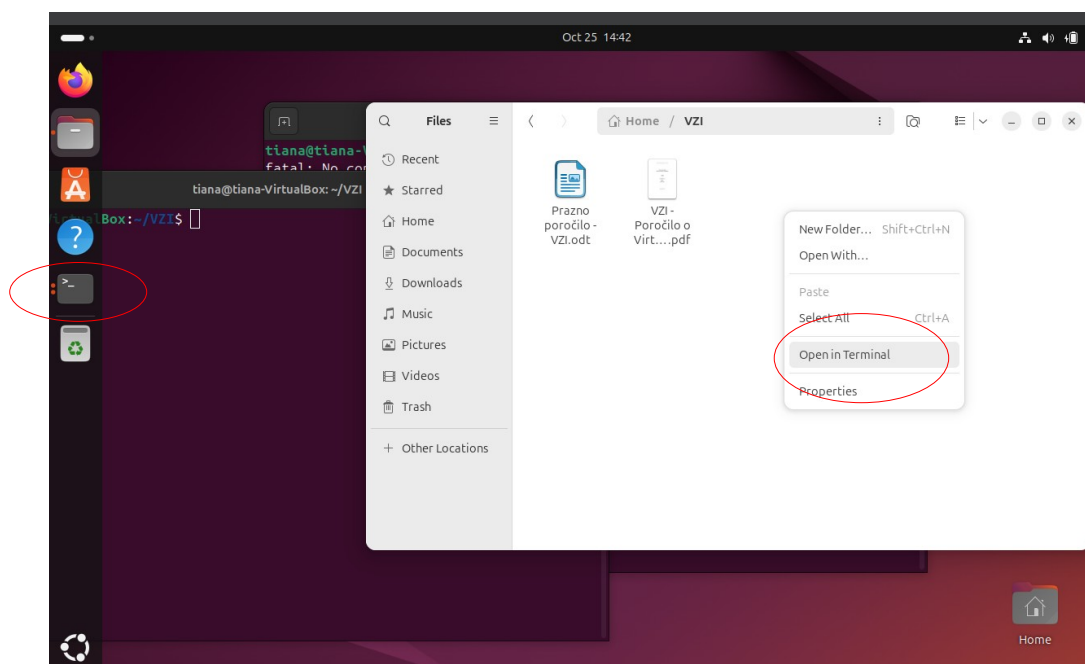 Oct 25 14:42
Files
Home / VZI
tiana@tiana-
fatal: No con
tiana@tiana-VirtualBox: ~/VZI
Box:~/VZI$
>_
Recent
Starred
Home
Documents
Downloads
Music
Pictures
Videos
Trash
+ Other Locations
Prazno
poročilo -
VZI.odt
VZI -
Poročilo o
Virt....pdf
New Folder... Shift+Ctrl+N
Open With...
Paste
Select All Ctrl+A
Open in Terminal
Properties
Home